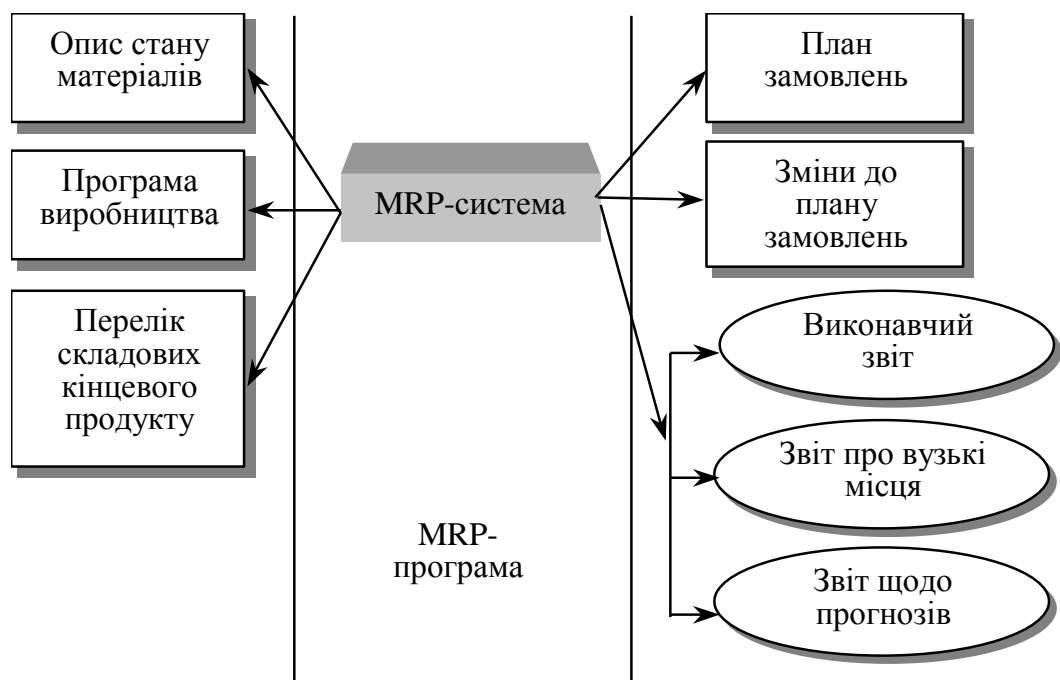 Опис стану
матеріалів
Програма
виробництва
Перелік
складових
кінцевого
продукту
MRP-система
MRP-
програма
План
замовлень
Зміни до
плану
замовлень
Виконавчий
звіт
Звіт про вузькі
місця
Звіт щодо
прогнозів